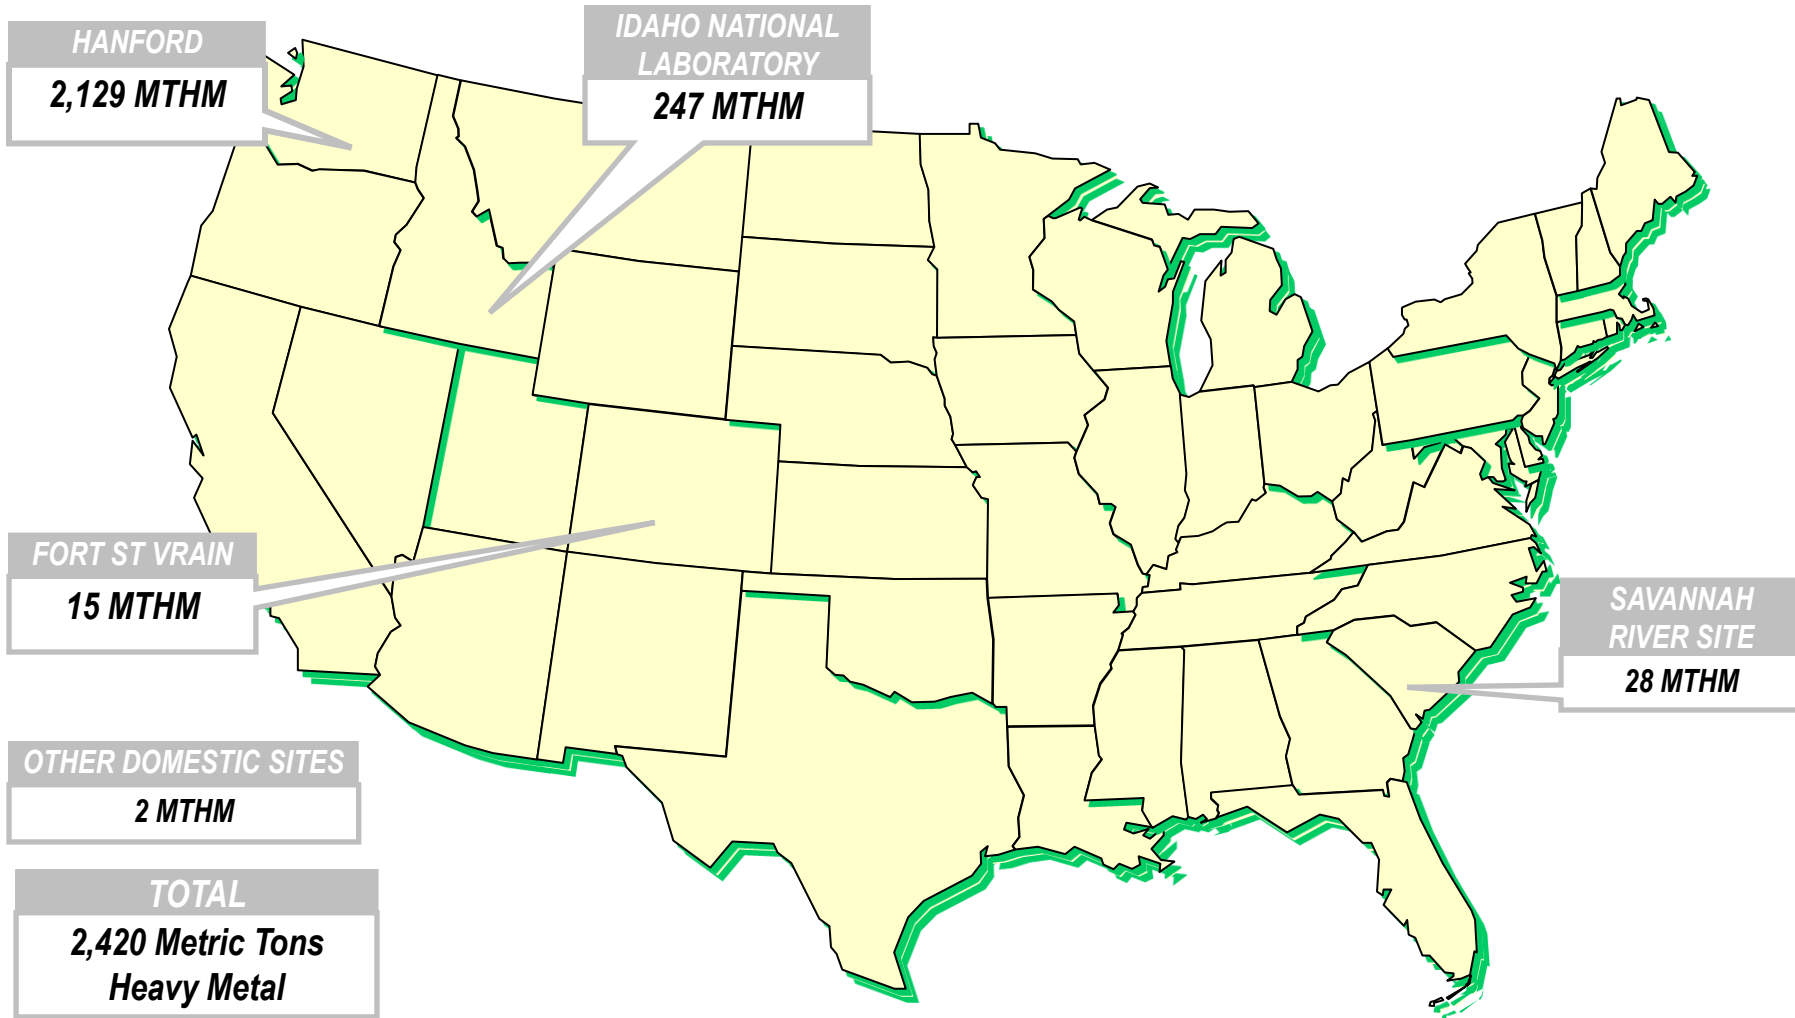 HANFORD
2,129 MTHM
IDAHO NATIONAL
LABORATORY
247 MTHM
FORT ST VRAIN
15 MTHM
SAVANNAH
RIVER SITE
28 MTHM
OTHER DOMESTIC SITES
2 MTHM
TOTAL
2,420 Metric Tons
Heavy Metal